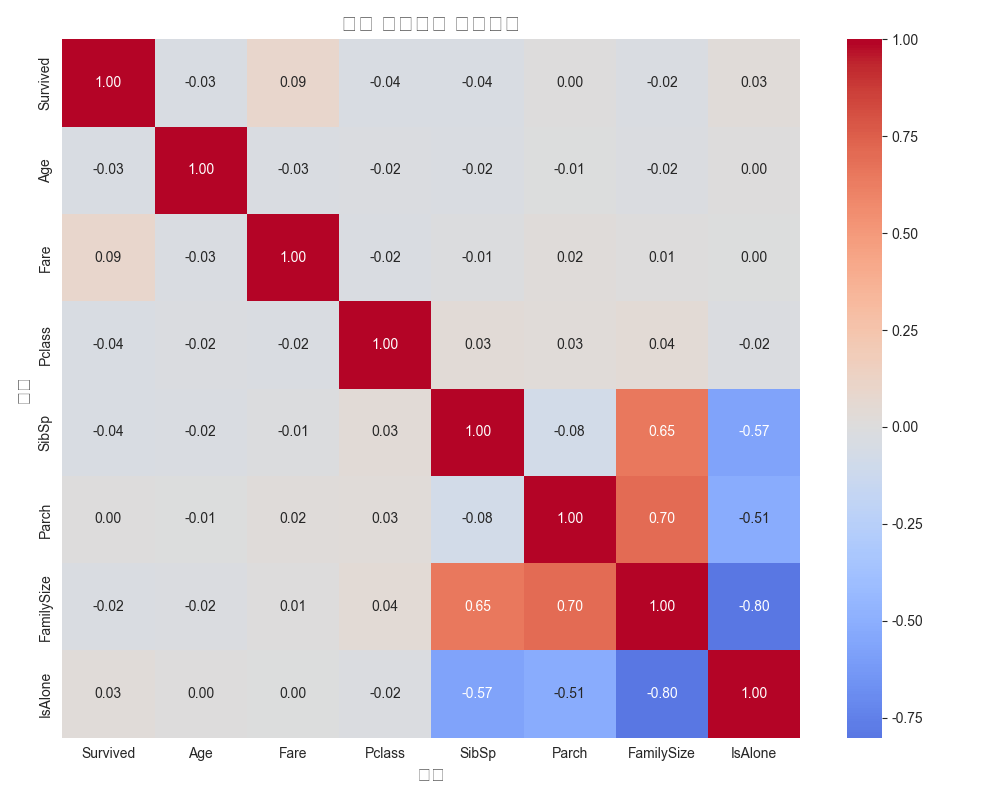 Survived 1.00 -0.03 0.09 -0.04 -0.04 0.00 -0.02 0.03
Age -0.03 1.00 -0.03 -0.02 -0.02 -0.01 -0.02 0.00
Fare 0.09 -0.03 1.00 -0.02 -0.01 0.02 0.01 0.00
Pclass -0.04 -0.02 -0.02 1.00 0.03 0.03 0.04 -0.02
SibSp -0.04 -0.02 -0.01 0.03 1.00 -0.08 0.65 -0.57
Parch 0.00 -0.01 0.02 0.03 -0.08 1.00 0.70 -0.51
FamilySize -0.02 -0.02 0.01 0.04 0.65 0.70 1.00 -0.80
IsAlone 0.03 0.00 0.00 -0.02 -0.57 -0.51 -0.80 1.00
Survived Age Fare Pclass SibSp Parch FamilySize IsAlone
1.00
0.75
0.50
0.25
0.00
-0.25
-0.50
-0.75